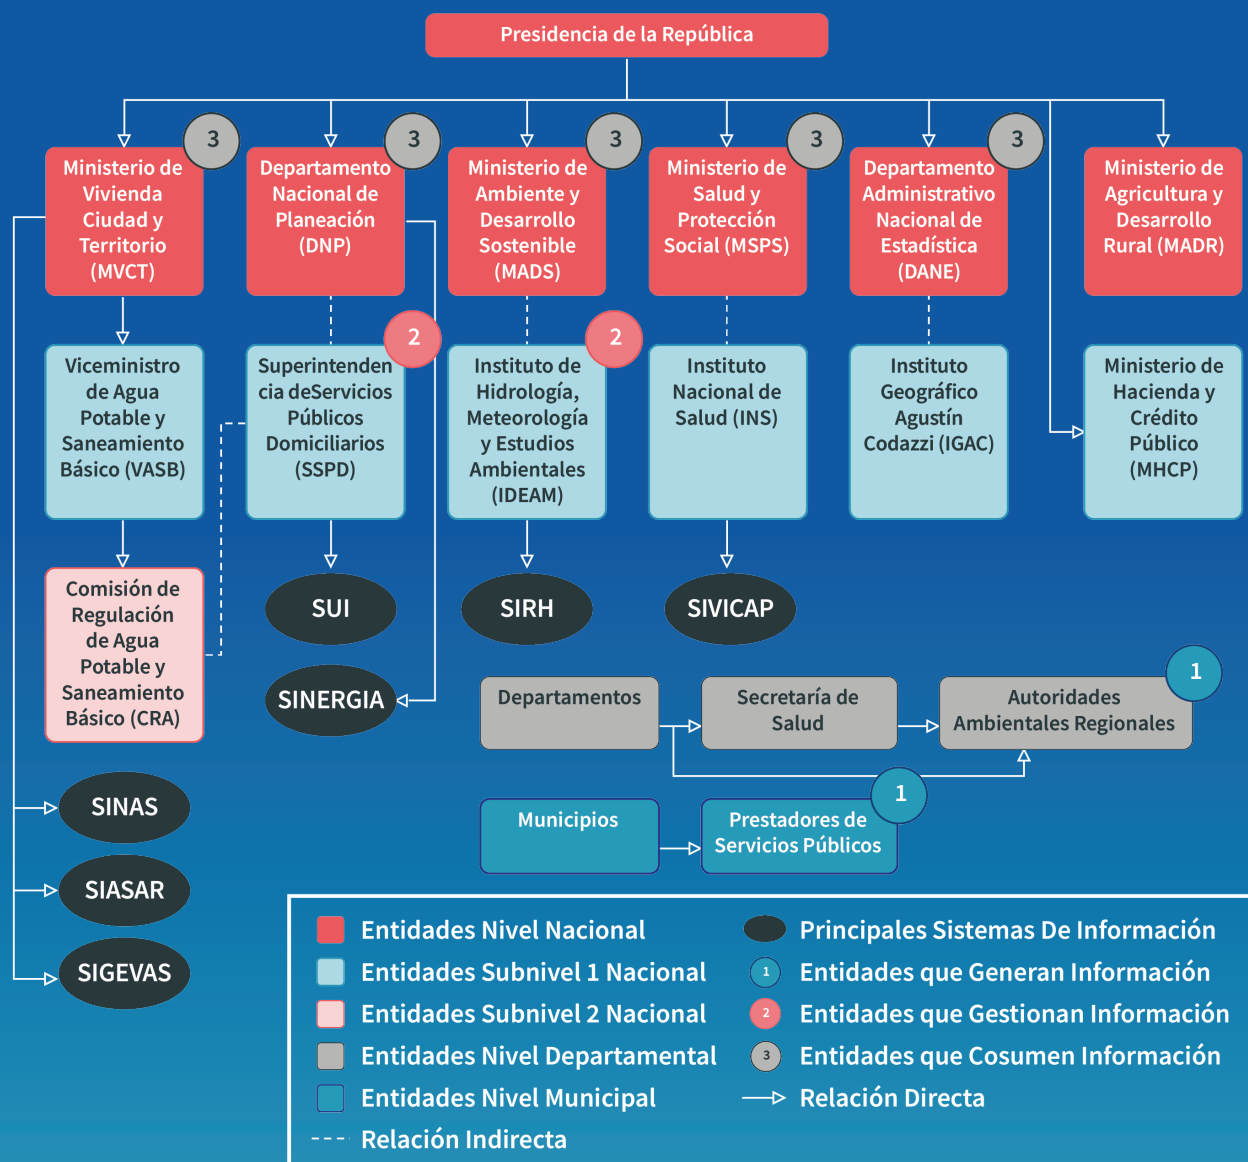 Presidencia de la República
3
3
3
3
3
Ministerio de
Vivienda
Ciudad y
Territorio
(MVCT)
Departamento
Nacional de
Planeación
(DNP)
Ministerio de
Ambiente y
Desarrollo
Sostenible
(MADS)
Ministerio de
Salud y
Protección
Social (MSPS)
Departamento
Administrativo
Nacional de
Estadística
(DANE)
Ministerio de
Agricultura y
Desarrollo
Rural (MADR)
2
2
Viceministro
de Agua
Potable y
Saneamiento
Básico (VASB)
Superintenden
cia deServicios
Públicos
Domiciliarios
(SSPD)
Instituto de
Hidrología,
Meteorología
y Estudios
Ambientales
(IDEAM)
Instituto
Nacional de
Salud (INS)
Instituto
Geográfico
Agustín
Codazzi (IGAC)
Ministerio de
Hacienda y
Crédito
Público
(MHCP)
Comisión de
Regulación
de Agua
Potable y
Saneamiento
Básico (CRA)
SUI
SIRH
SIVICAP
SINERGIA
1
Departamentos
Secretaría de
Salud
Autoridades
Ambientales Regionales
1
Municipios
Prestadores de
Servicios Públicos
SINAS
SIASAR
SIGEVAS
Entidades Nivel Nacional
Entidades Subnivel 1 Nacional
Entidades Subnivel 2 Nacional
Entidades Nivel Departamental
Entidades Nivel Municipal
Relación Indirecta
Principales Sistemas De Información
1 Entidades que Generan Información
2 Entidades que Gestionan Información
3 Entidades que Cosumen Información
Relación Directa